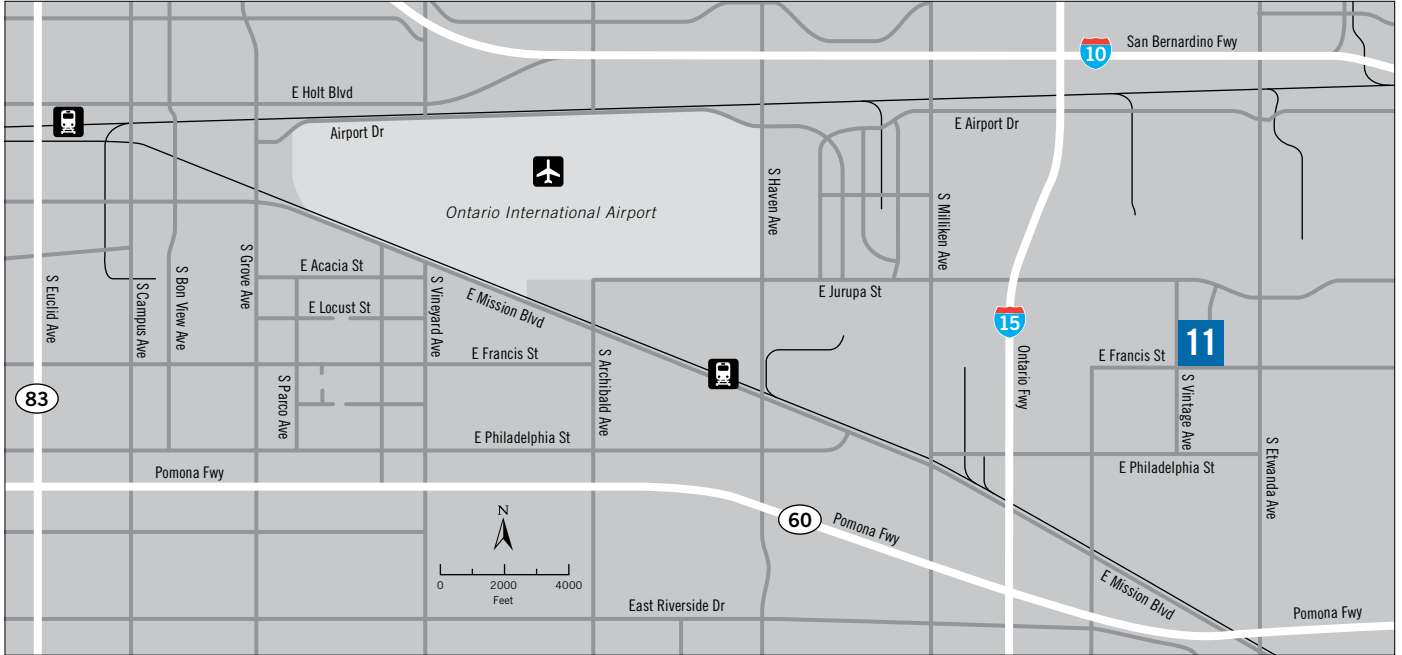 San Bernardino Fwy
10
E Holt Blvd
Airport Dr
E Airport Dr
Ontario International Airport
S Haven Ave
S Milliken Ave
S Euclid Ave
S Campus Ave
S Bon View Ave
S Grove Ave
E Acacia St
E Locust St
S Vineyard Ave
E Mission Blvd
E Jurupa St
15
Ontario Fwy
11
E Francis St
E Francis St
S Parco Ave
S Archibald Ave
S Vintage Ave
83
E Philadelphia St
E Philadelphia St
S Etwanda Ave
Pomona Fwy
N
0 2000 4000
Feet
60
Pomona Fwy
E Mission Blvd
East Riverside Dr
Pomona Fwy